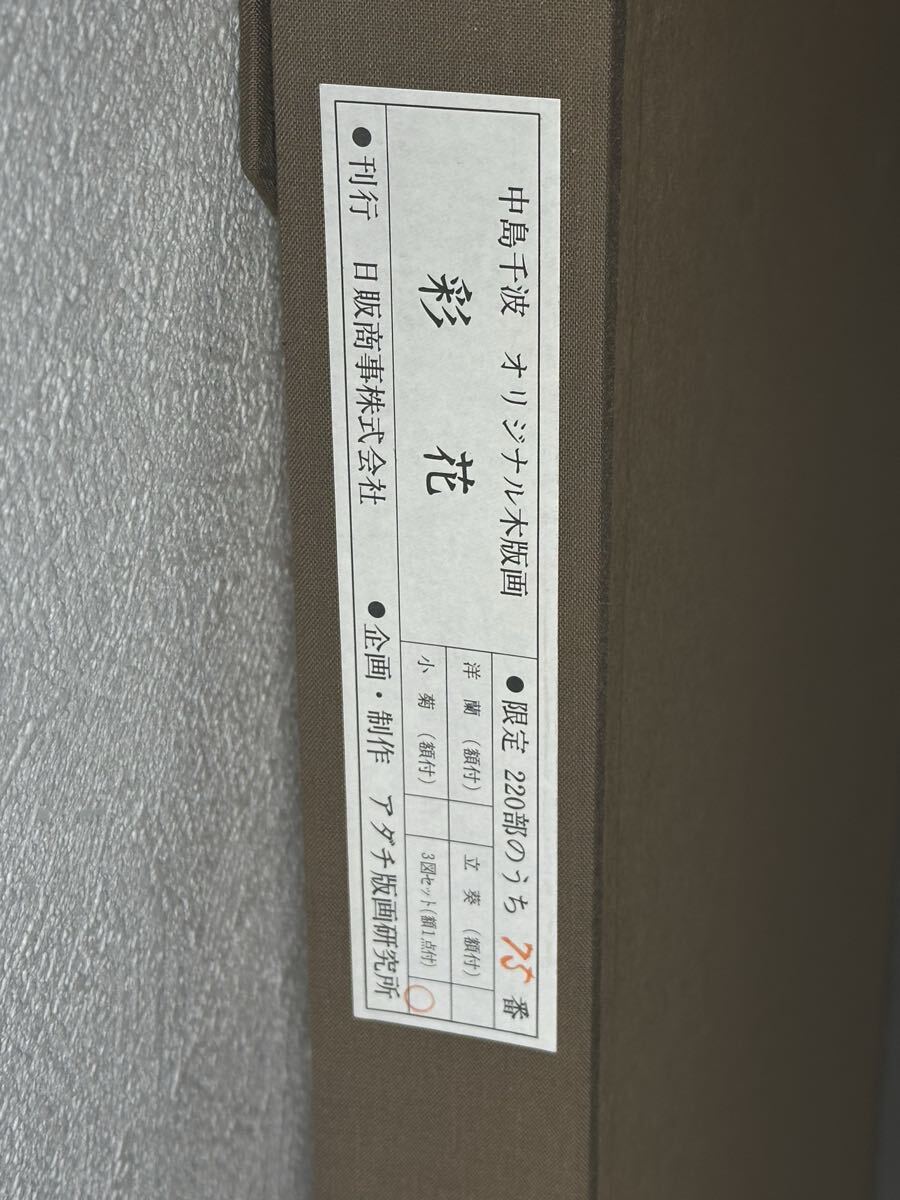 中島千波 オリジナル木版画
彩 花
●限定 220部のうち 75 番
洋 蘭 (額付)
立 葵 (額付)
小 菊 (額付)
3図セット(額1点付) ○
●刊行 日販商事株式会社
●企画・制作 アダチ版画研究所